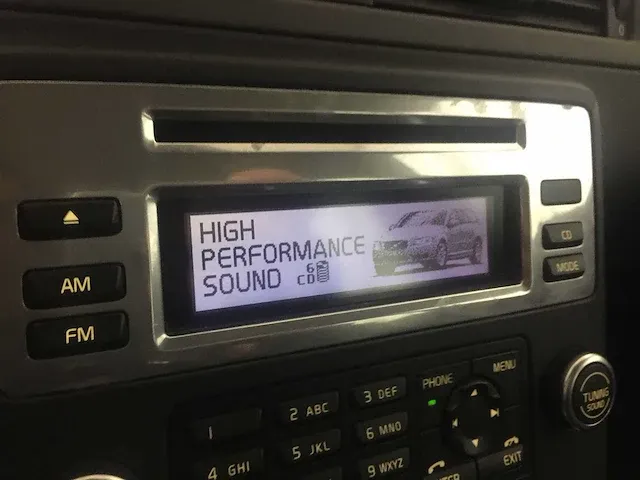 HIGH
PERFORMANCE
SOUND 6 CD
AM
FM
CD
MODE
1
2 ABC
3 DEF
4 GHI
5 JKL
6 MNO
9 WXYZ
PHONE
MENU
EXIT
TUNING
SOUND